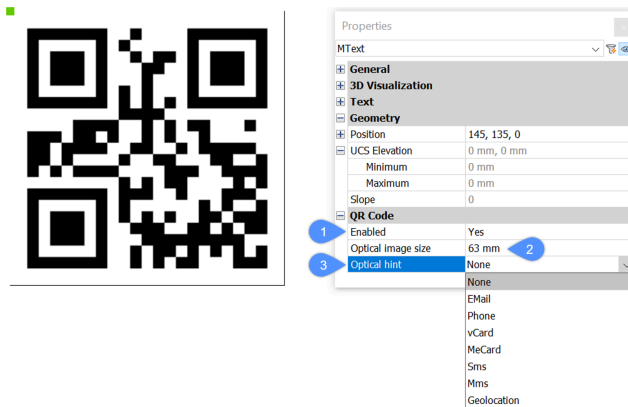 Properties
MText
General
3D Visualization
Text
Geometry
Position 145, 135, 0
UCS Elevation 0 mm, 0 mm
Minimum 0 mm
Maximum 0 mm
Slope 0
QR Code
1 Enabled Yes
Optical image size 63 mm 2
3 Optical hint None
None
EMail
Phone
vCard
MeCard
Sms
Mms
Geolocation